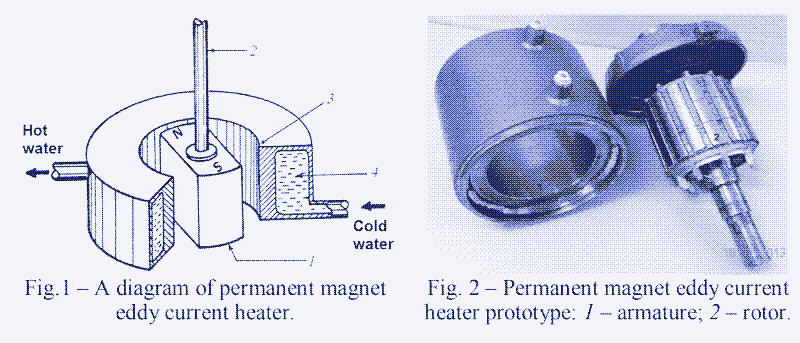 2
3
N
S
Hot
water
4
Cold
water
1
2
Fig.1 – A diagram of permanent magnet
eddy current heater.
Fig. 2 – Permanent magnet eddy current
heater prototype: 1 – armature; 2 – rotor.